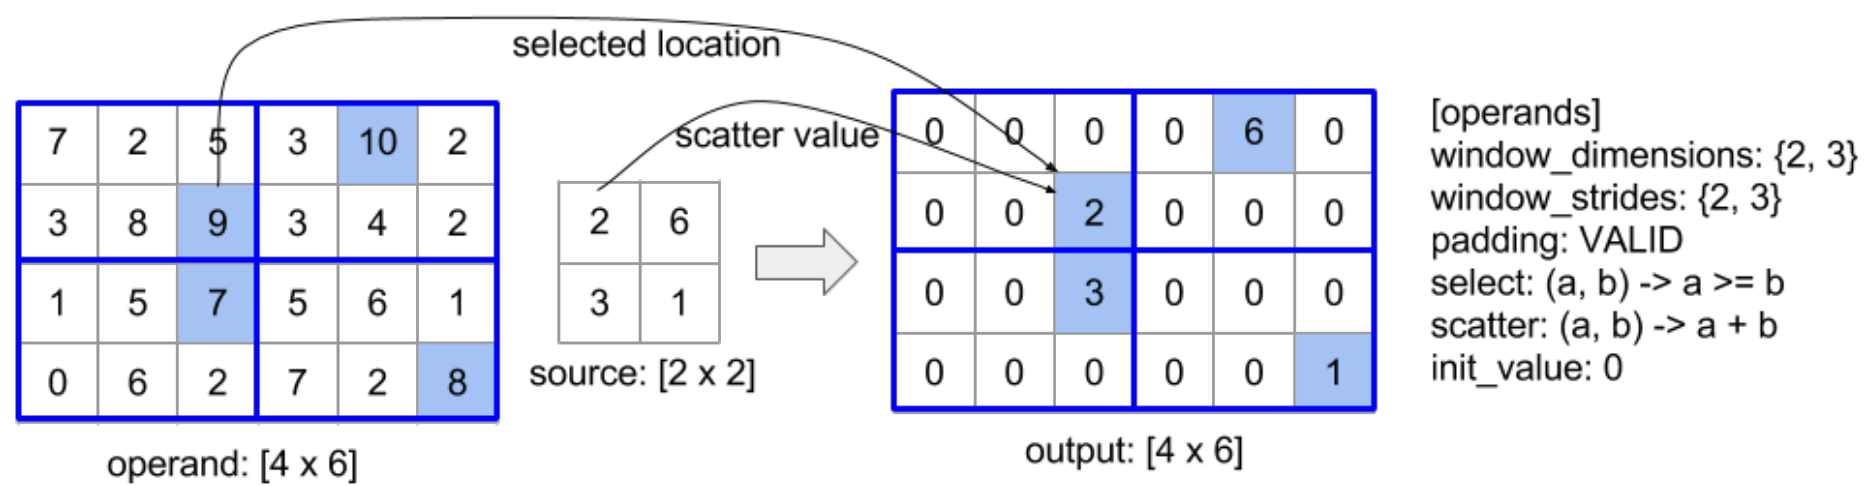 selected location
scatter value
7 2 5 3 10 2
3 8 9 3 4 2
1 5 7 5 6 1
0 6 2 7 2 8
operand: [4 x 6]
2 6
3 1
source: [2 x 2]
0 0 0 0 6 0
0 0 2 0 0 0
0 0 3 0 0 0
0 0 0 0 0 1
output: [4 x 6]
[operands]
window_dimensions: {2, 3}
window_strides: {2, 3}
padding: VALID
select: (a, b) -> a >= b
scatter: (a, b) -> a + b
init_value: 0